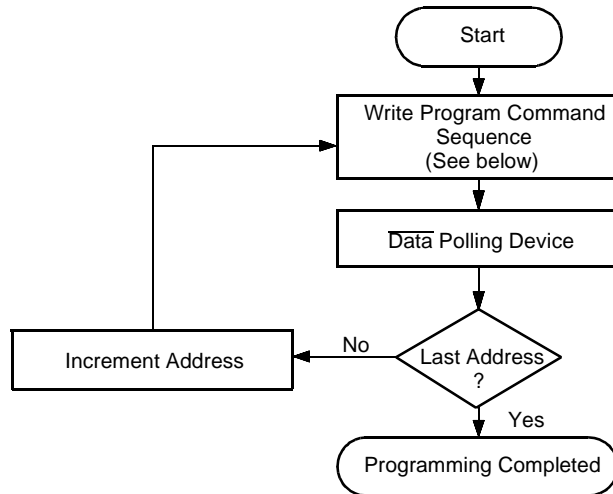 Start
Write Program Command
Sequence
(See below)
Data Polling Device
Increment Address
No
Last Address
?
Yes
Programming Completed